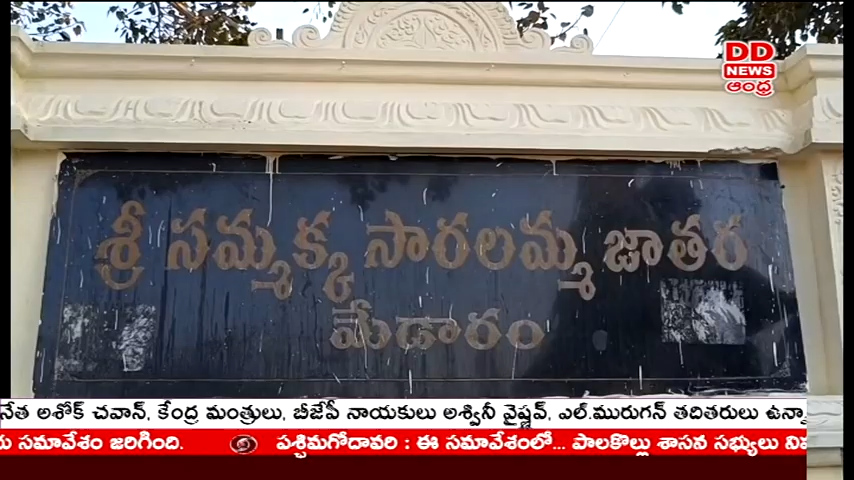 DD
NEWS
ఆంధ్ర
శ్రీ సమ్మక్క సారలమ్మ జాతర
మేడారం
నేత అశోక్ చవాన్, కేంద్ర మంత్రులు, బీజేపీ నాయకులు అశ్వినీ వైష్ణవ్, ఎల్.మురుగన్ తదితరులు ఉన్నా
సమావేశం జరిగింది. పశ్చిమగోదావరి : ఈ సమావేశంలో... పాలకొల్లు శాసన సభ్యులు